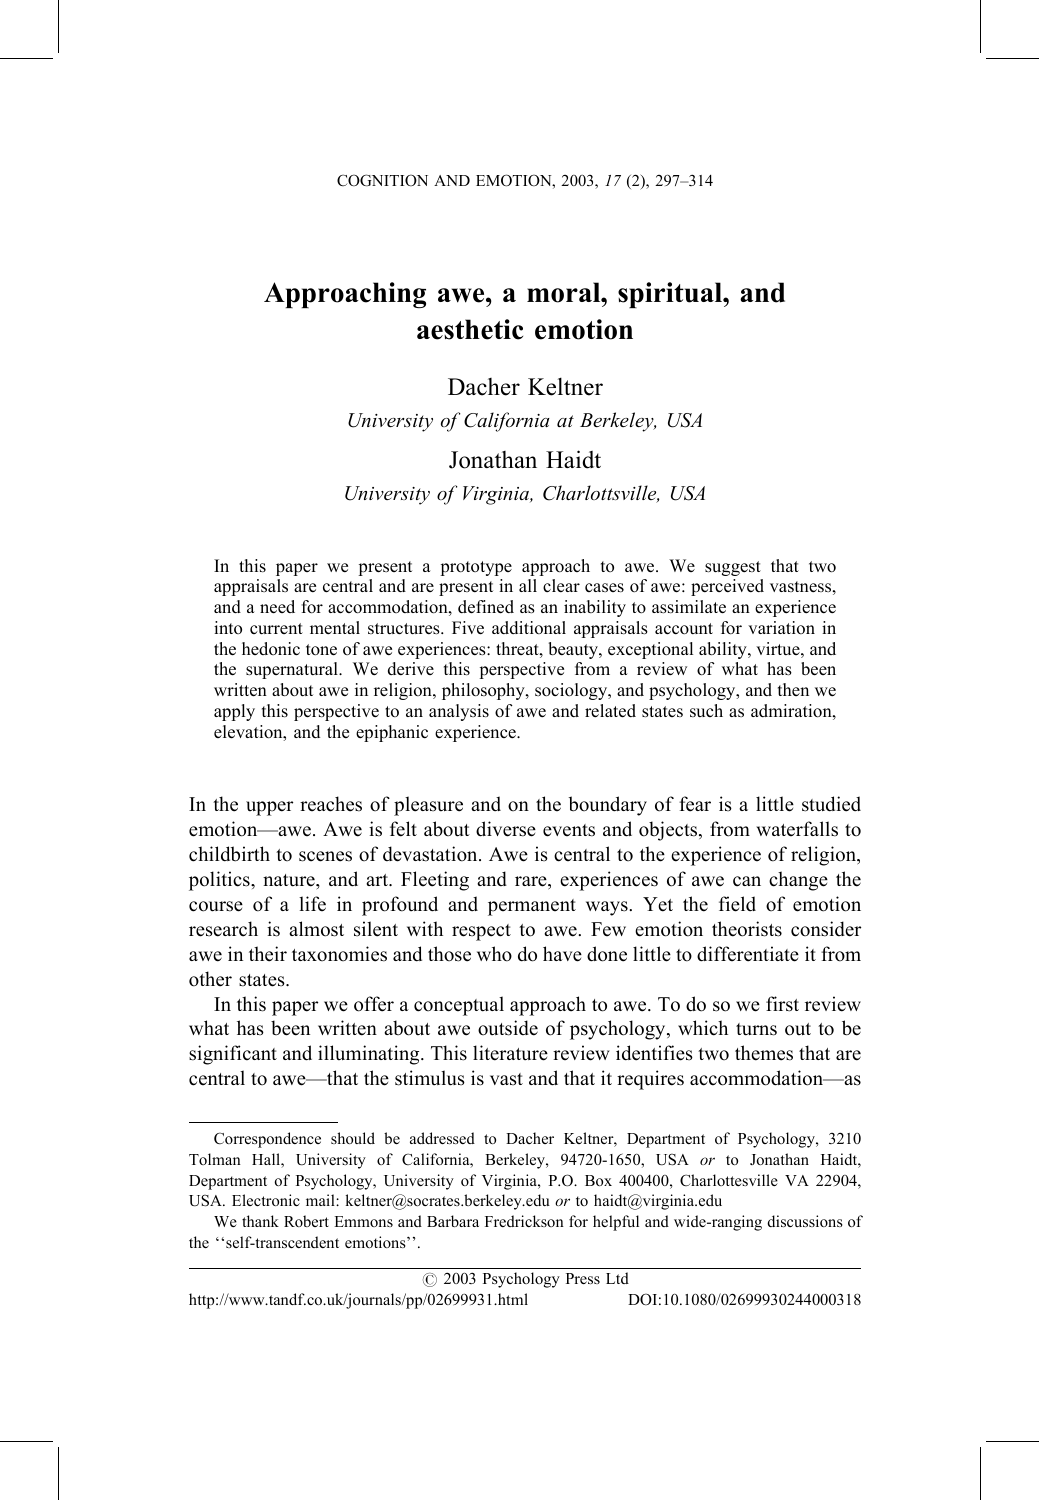 COGNITION AND EMOTION, 2003, 17 (2), 297–314
Approaching awe, a moral, spiritual, and
aesthetic emotion
Dacher Keltner
University of California at Berkeley, USA
Jonathan Haidt
University of Virginia, Charlottsville, USA
In this paper we present a prototype approach to awe. We suggest that two
appraisals are central and are present in all clear cases of awe: perceived vastness,
and a need for accommodation, defined as an inability to assimilate an experience
into current mental structures. Five additional appraisals account for variation in
the hedonic tone of awe experiences: threat, beauty, exceptional ability, virtue, and
the supernatural. We derive this perspective from a review of what has been
written about awe in religion, philosophy, sociology, and psychology, and then we
apply this perspective to an analysis of awe and related states such as admiration,
elevation, and the epiphanic experience.
In the upper reaches of pleasure and on the boundary of fear is a little studied
emotion—awe. Awe is felt about diverse events and objects, from waterfalls to
childbirth to scenes of devastation. Awe is central to the experience of religion,
politics, nature, and art. Fleeting and rare, experiences of awe can change the
course of a life in profound and permanent ways. Yet the field of emotion
research is almost silent with respect to awe. Few emotion theorists consider
awe in their taxonomies and those who do have done little to differentiate it from
other states.
In this paper we offer a conceptual approach to awe. To do so we first review
what has been written about awe outside of psychology, which turns out to be
significant and illuminating. This literature review identifies two themes that are
central to awe—that the stimulus is vast and that it requires accommodation—as
Correspondence should be addressed to Dacher Keltner, Department of Psychology, 3210
Tolman Hall, University of California, Berkeley, 94720-1650, USA or to Jonathan Haidt,
Department of Psychology, University of Virginia, P.O. Box 400400, Charlottesville VA 22904,
USA. Electronic mail: keltner@socrates.berkeley.edu or to haidt@virginia.edu
We thank Robert Emmons and Barbara Fredrickson for helpful and wide-ranging discussions of
the ‘‘self-transcendent emotions’’.
© 2003 Psychology Press Ltd
http://www.tandf.co.uk/journals/pp/02699931.html DOI:10.1080/02699930244000318